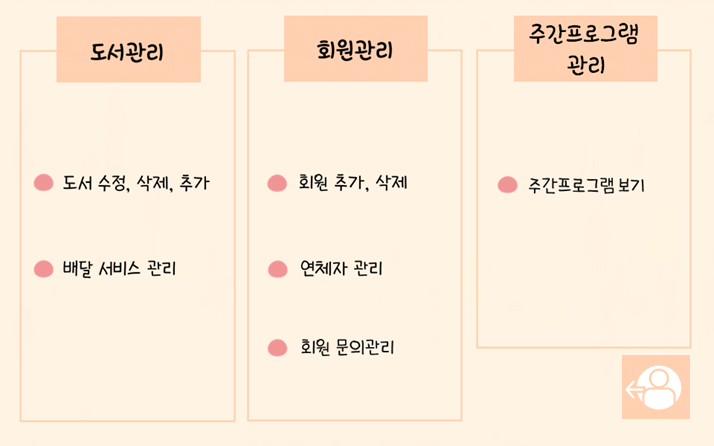 도서관리
도서 수정, 삭제, 추가
배달 서비스 관리
회원관리
회원 추가, 삭제
연체자 관리
회원 문의관리
주간프로그램
관리
주간프로그램 보기